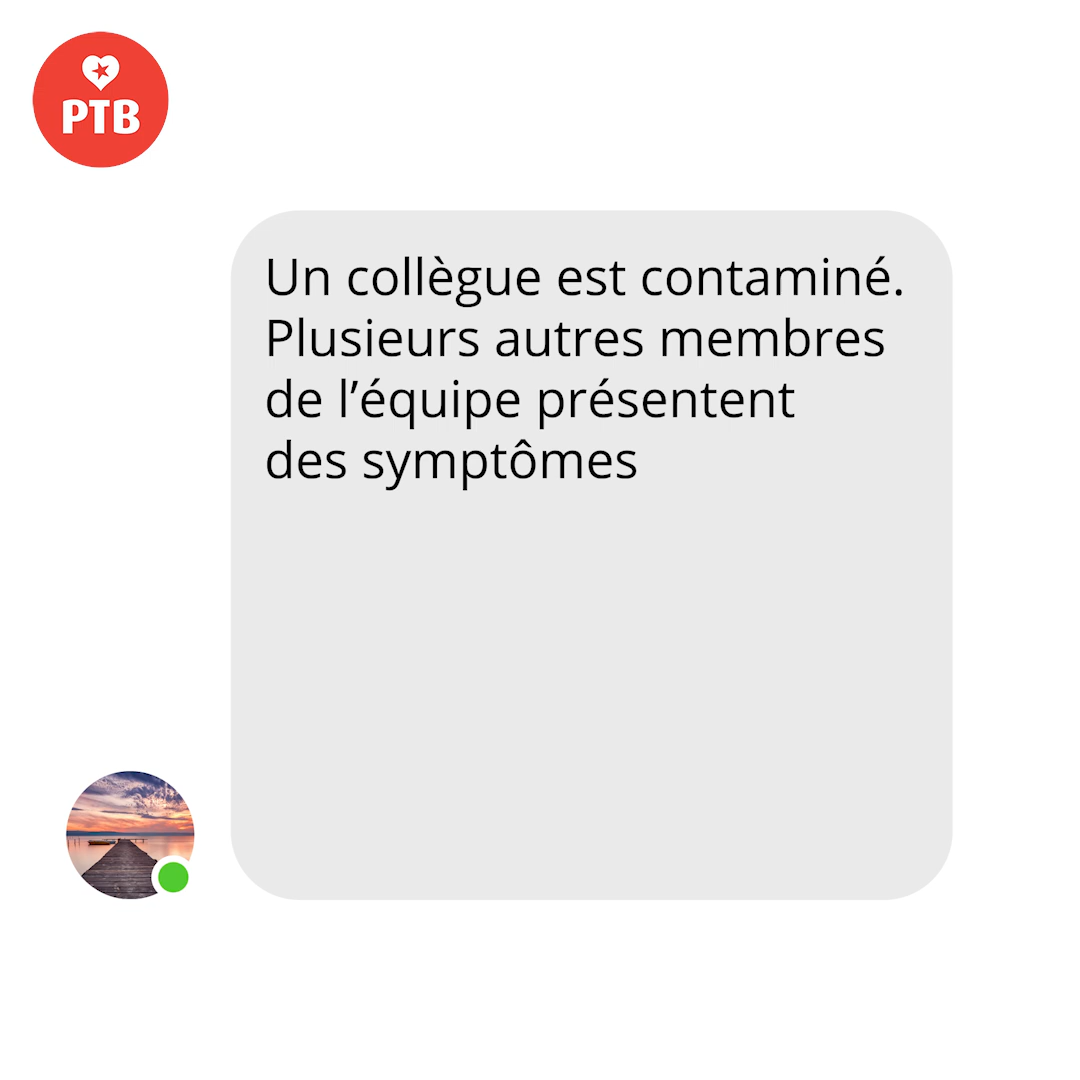 PTB
Un collègue est contaminé.
Plusieurs autres membres
de l’équipe présentent
des symptômes